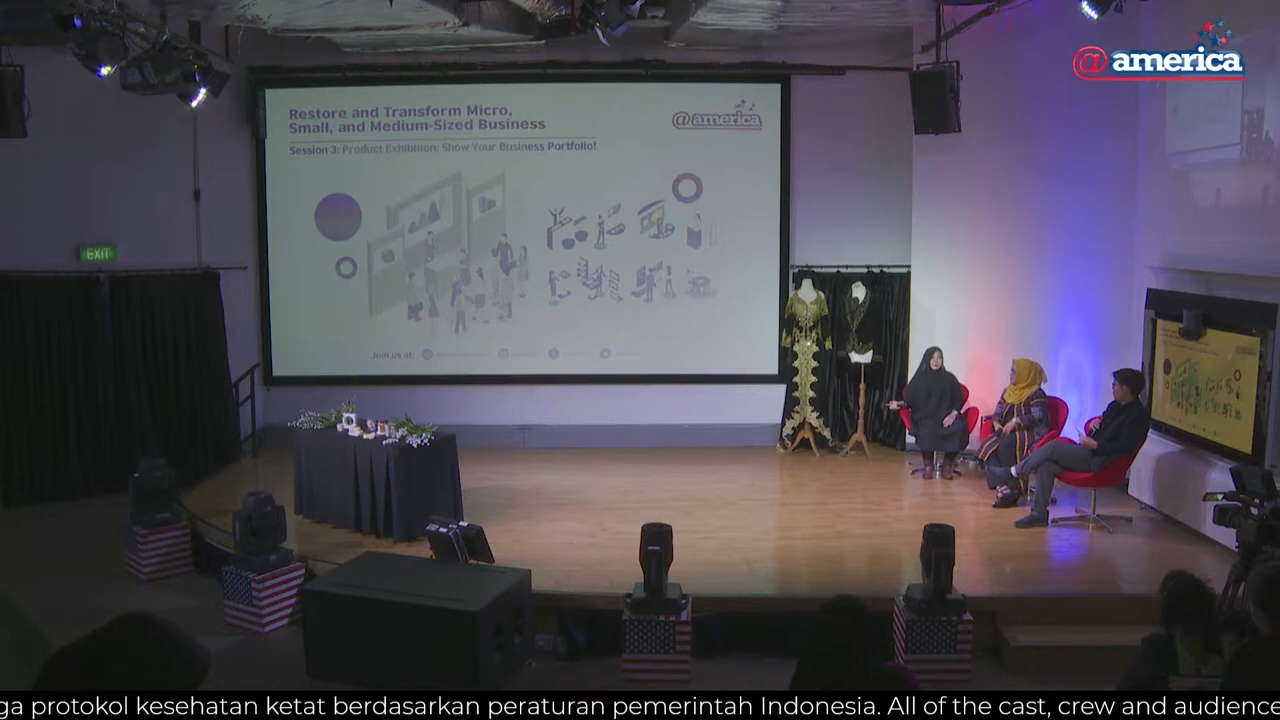 @america
Restore and Transform Micro,
Small, and Medium-Sized Business
@america
Session 3: Product Exhibition: Show Your Business Portfolio!
EXIT
Join us at:
ga protokol kesehatan ketat berdasarkan peraturan pemerintah Indonesia. All of the cast, crew and audience